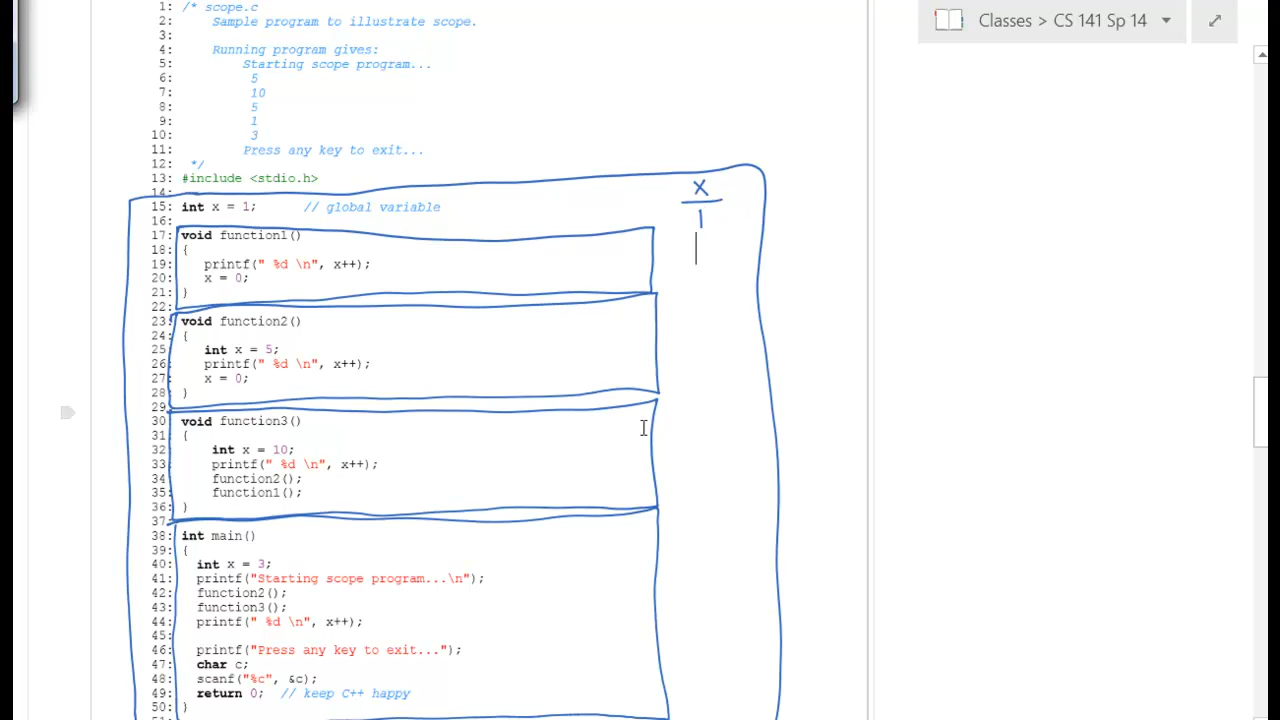 1: /* scope.c
Classes > CS 141 Sp 14
2: Sample program to illustrate scope.
3:
4: Running program gives:
5: Starting scope program...
6: 5
7: 10
8: 5
9: 1
10: 3
11: Press any key to exit...
12: */
13: #include <stdio.h>
14:
x
15: int x = 1; // global variable
1
16:
17: void function1()
18: {
19: printf(" %d \n", x++);
20: x = 0;
21: }
22:
23: void function2()
24: {
25: int x = 5;
26: printf(" %d \n", x++);
27: x = 0;
28: }
29:
30: void function3()
31: {
32: int x = 10;
33: printf(" %d \n", x++);
34: function2();
35: function1();
36: }
37:
38: int main()
39: {
40: int x = 3;
41: printf("Starting scope program...\n");
42: function2();
43: function3();
44: printf(" %d \n", x++);
45:
46: printf("Press any key to exit...");
47: char c;
48: scanf("%c", &c);
49: return 0; // keep C++ happy
50: }